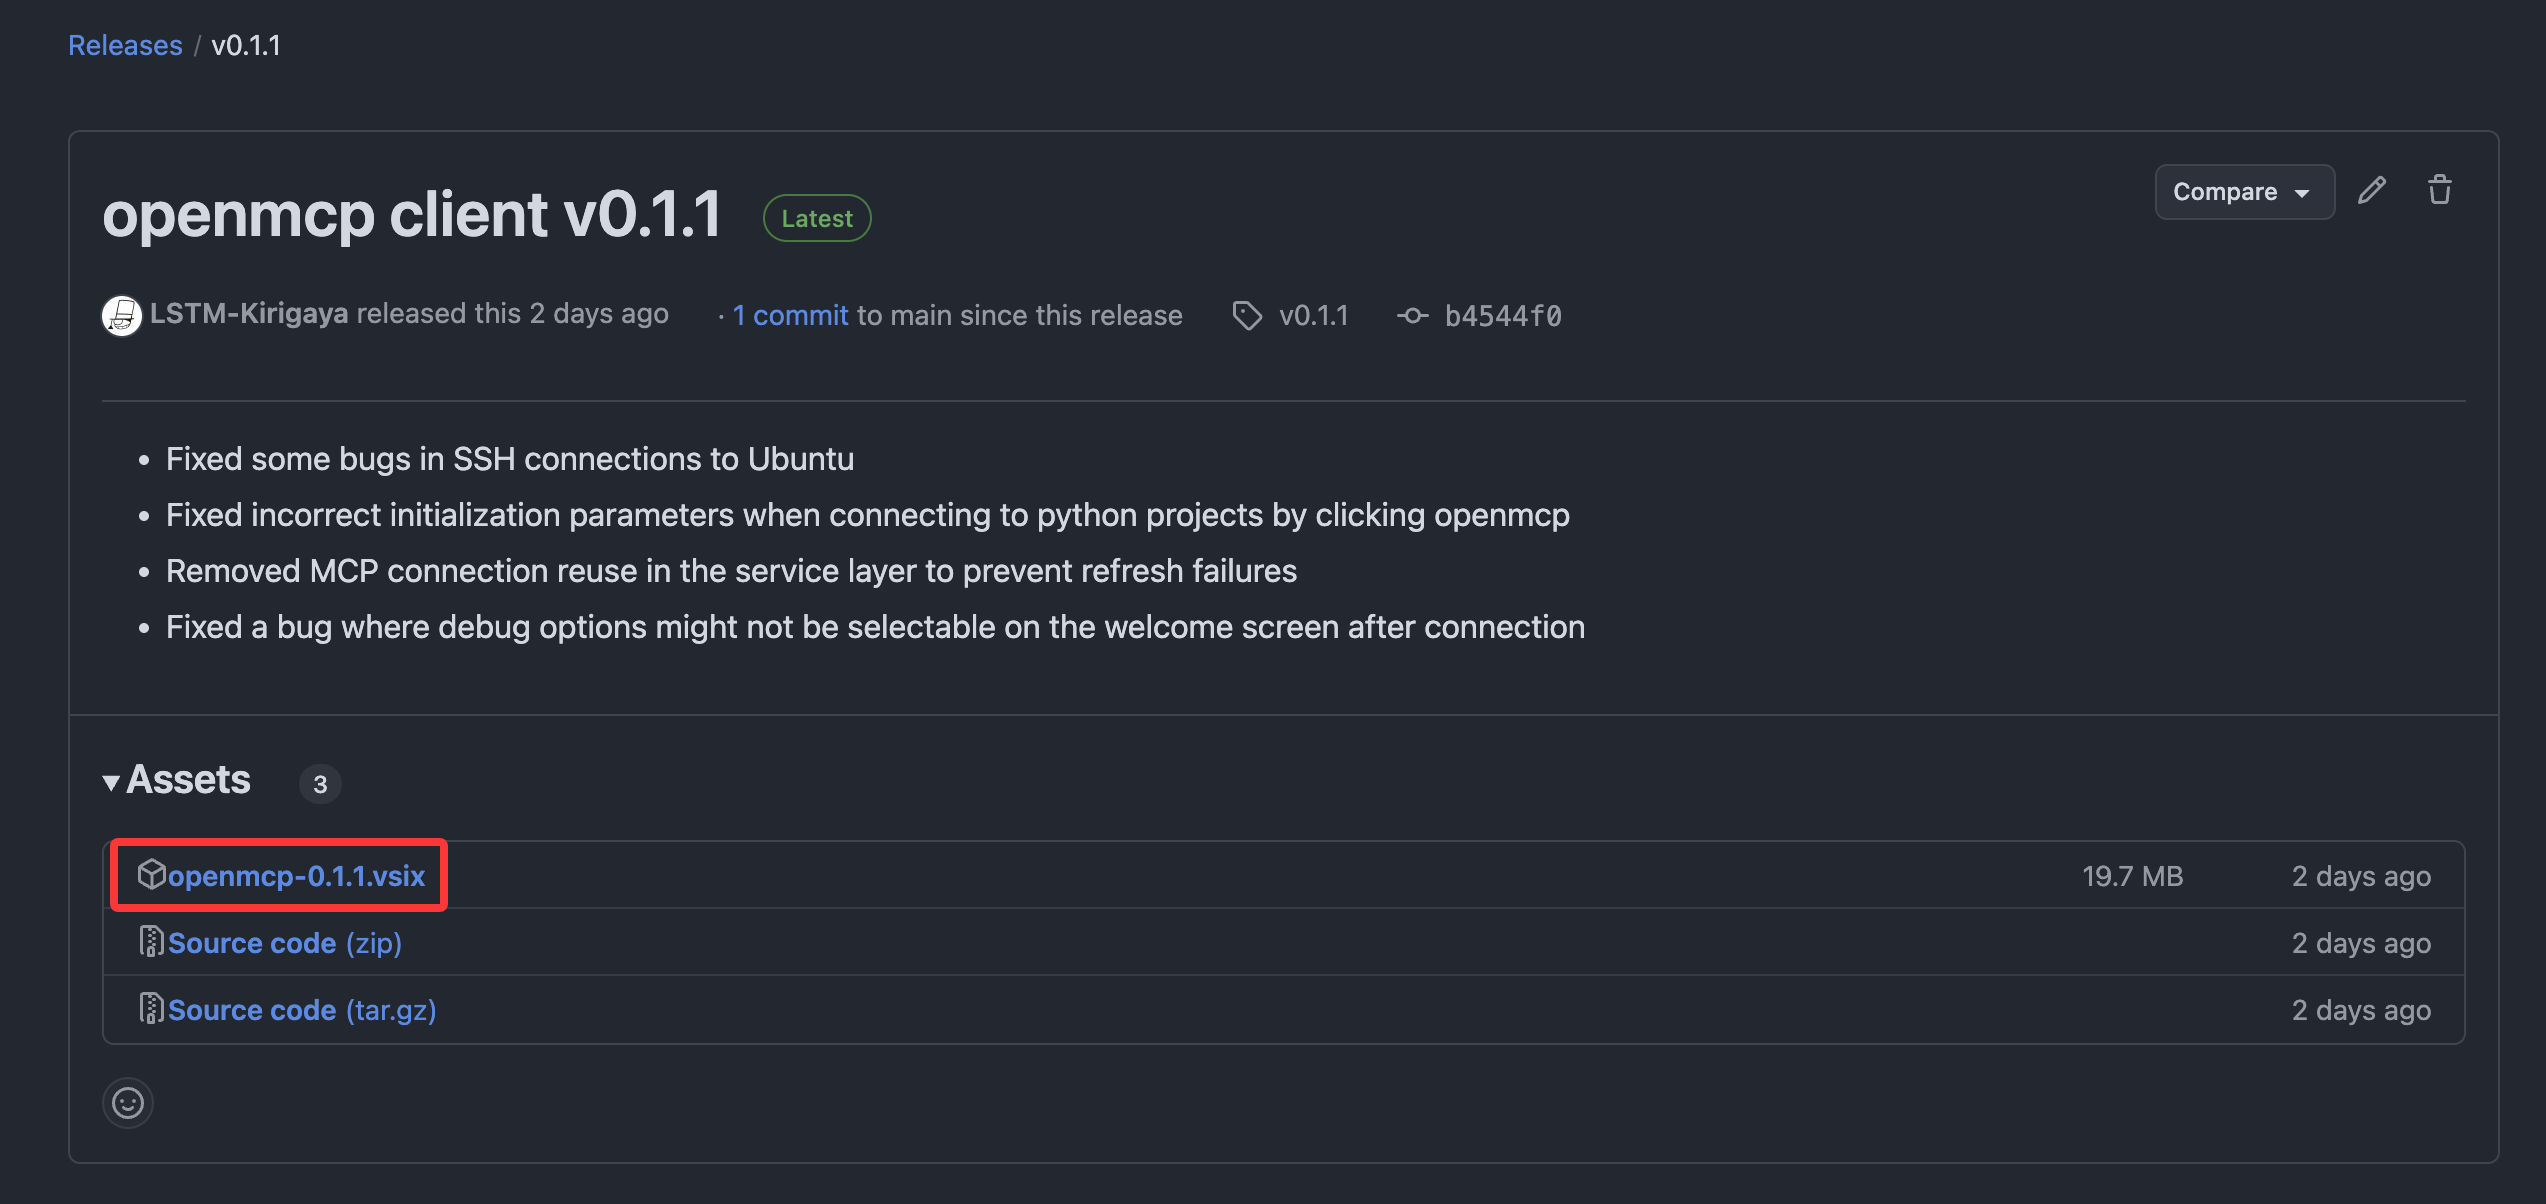 Releases / v0.1.1
openmcp client v0.1.1 Latest
Compare
LSTM-Kirigaya released this 2 days ago · 1 commit to main since this release v0.1.1 b4544f0
• Fixed some bugs in SSH connections to Ubuntu
• Fixed incorrect initialization parameters when connecting to python projects by clicking openmcp
• Removed MCP connection reuse in the service layer to prevent refresh failures
• Fixed a bug where debug options might not be selectable on the welcome screen after connection
Assets 3
openmcp-0.1.1.vsix 19.7 MB 2 days ago
Source code (zip) 2 days ago
Source code (tar.gz) 2 days ago